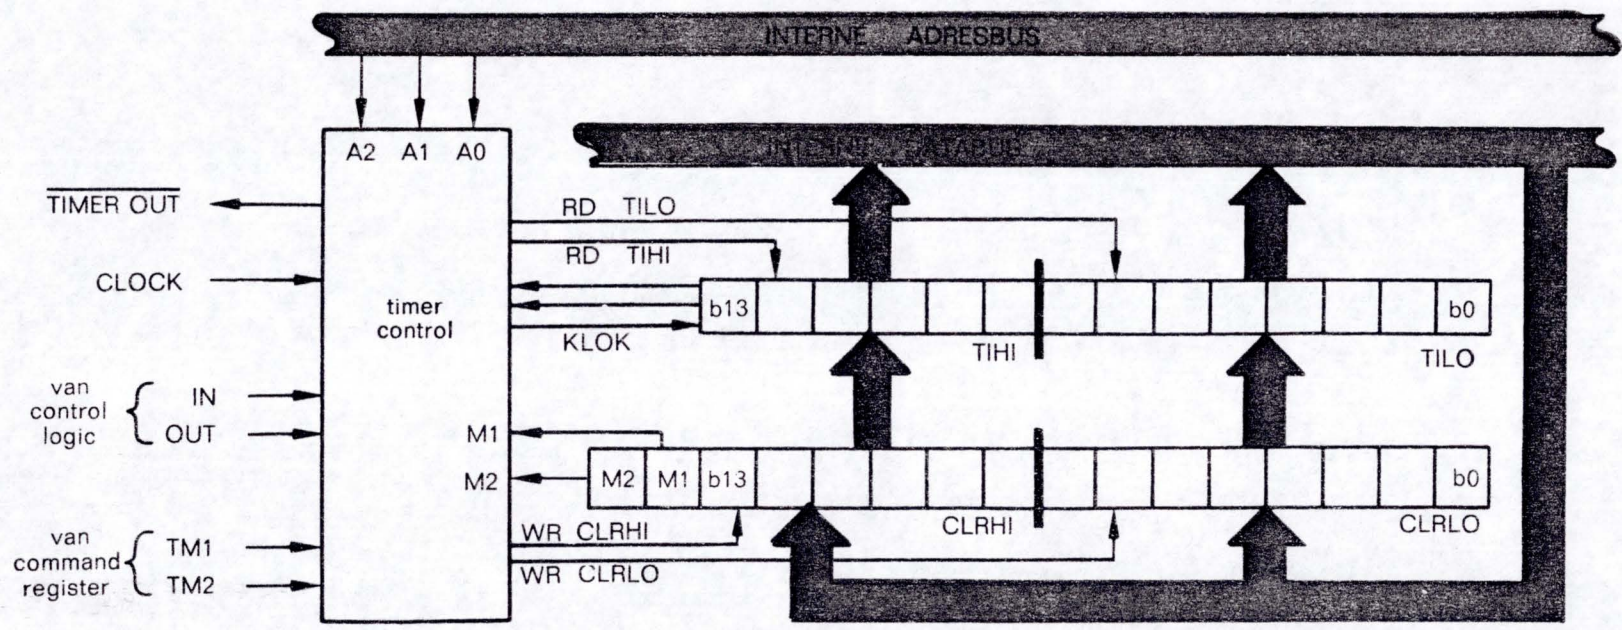 INTERNE ADRESBUS
A2 A1 A0
INTERNE DATABUS
TIMER OUT
RD TILO
RD TIHI
CLOCK
timer
control
b13
b0
KLOK
TIHI
TILO
van
control
logic
IN
OUT
M1
M2
M2 M1 b13
b0
CLRHI
CLRLO
WR CLRHI
WR CLRLO
van
command
register
TM1
TM2